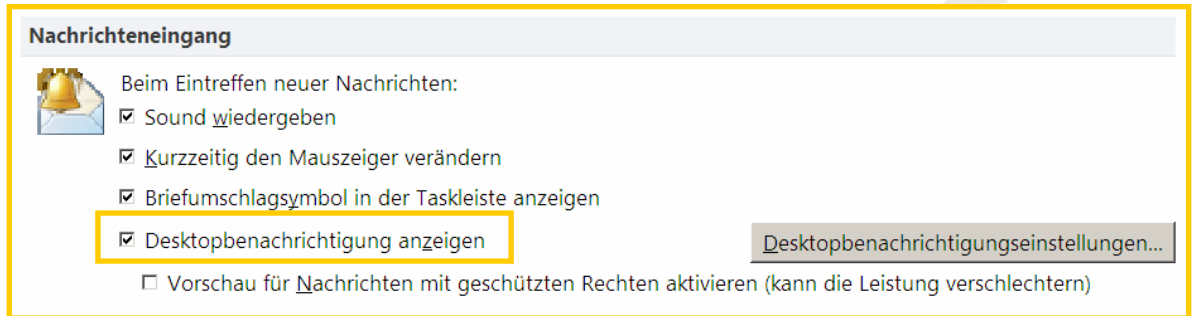 Nachrichteneingang
Beim Eintreffen neuer Nachrichten:
Sound wiedergeben
Kurzzeitig den Mauszeiger verändern
Briefumschlagsymbol in der Taskleiste anzeigen
Desktopbenachrichtigung anzeigen Desktopbenachrichtigungseinstellungen...
Vorschau für Nachrichten mit geschützten Rechten aktivieren (kann die Leistung verschlechtern)